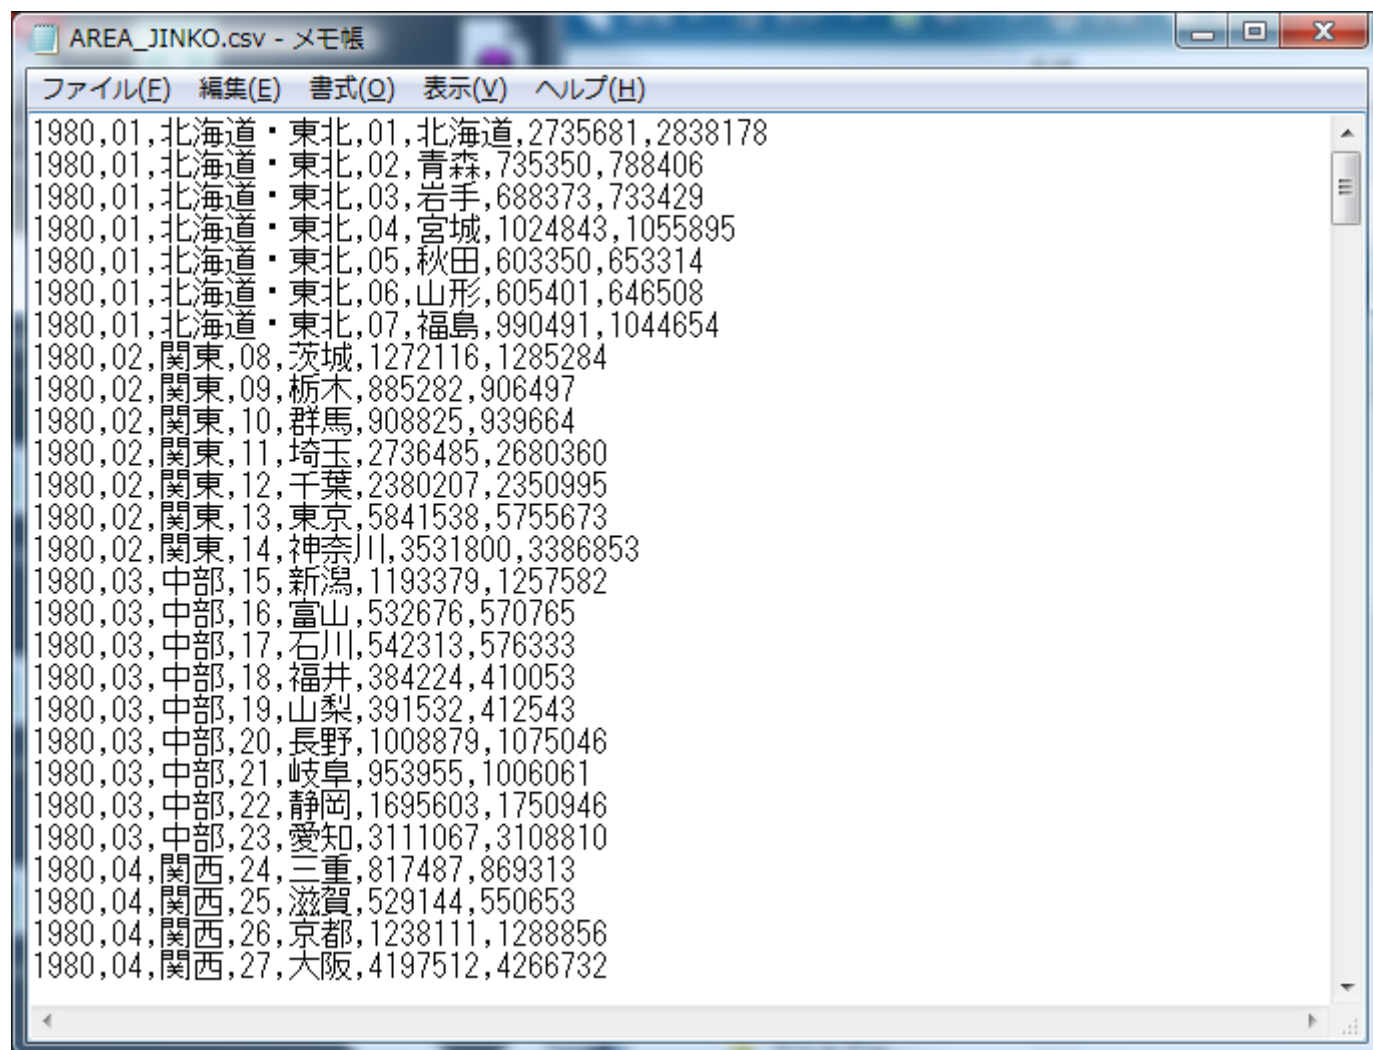 AREA_JINKO.csv - メモ帳
ファイル(F) 編集(E) 書式(O) 表示(V) ヘルプ(H)
1980,01,北海道・東北,01,北海道,2735681,2838178
1980,01,北海道・東北,02,青森,735350,788406
1980,01,北海道・東北,03,岩手,688373,733429
1980,01,北海道・東北,04,宮城,1024843,1055895
1980,01,北海道・東北,05,秋田,603350,653314
1980,01,北海道・東北,06,山形,605401,646508
1980,01,北海道・東北,07,福島,990491,1044654
1980,02,関東,08,茨城,1272116,1285284
1980,02,関東,09,栃木,885282,906497
1980,02,関東,10,群馬,908825,939664
1980,02,関東,11,埼玉,2736485,2680360
1980,02,関東,12,千葉,2380207,2350995
1980,02,関東,13,東京,5841538,5755673
1980,02,関東,14,神奈川,3531800,3386853
1980,03,中部,15,新潟,1193379,1257582
1980,03,中部,16,富山,532676,570765
1980,03,中部,17,石川,542313,576333
1980,03,中部,18,福井,384224,410053
1980,03,中部,19,山梨,391532,412543
1980,03,中部,20,長野,1008879,1075046
1980,03,中部,21,岐阜,953955,1006061
1980,03,中部,22,静岡,1695603,1750946
1980,03,中部,23,愛知,3111067,3108810
1980,04,関西,24,三重,817487,869313
1980,04,関西,25,滋賀,529144,550653
1980,04,関西,26,京都,1238111,1288856
1980,04,関西,27,大阪,4197512,4266732